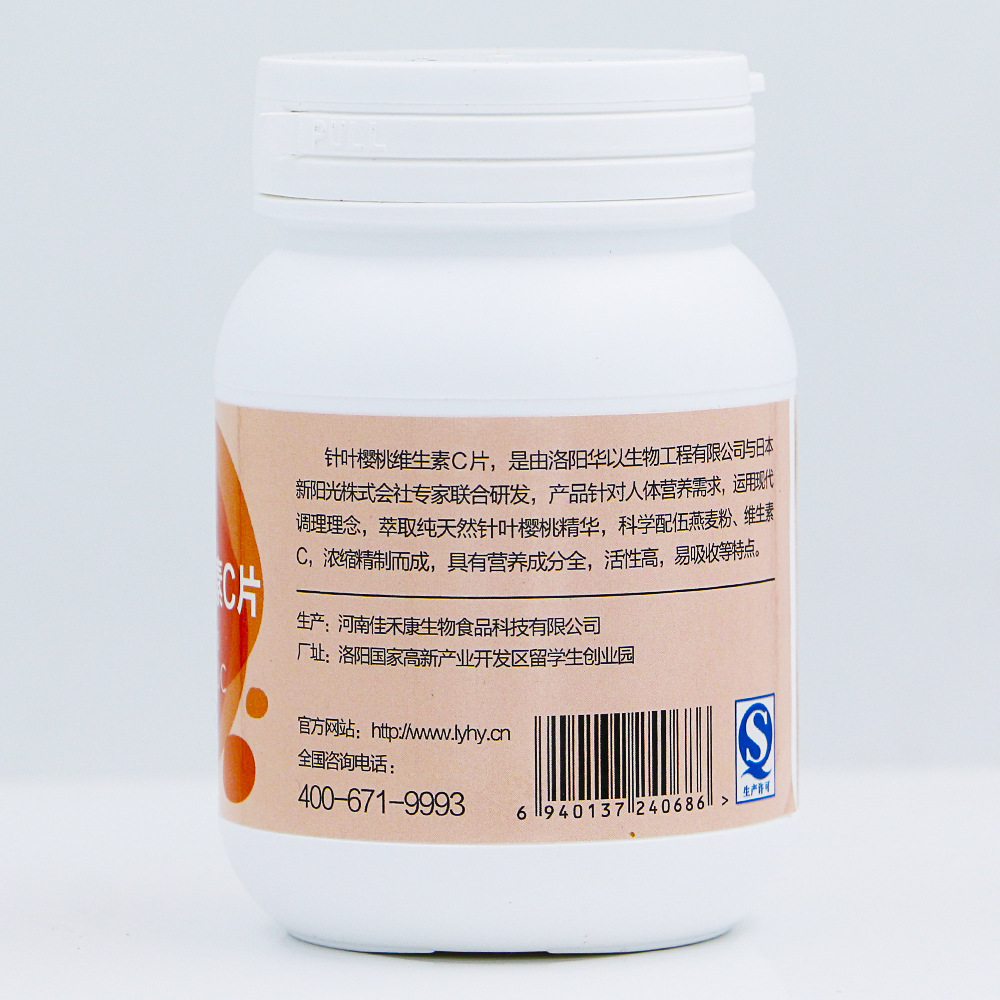 PULL
针叶樱桃维生素C片，是由洛阳华以生物工程有限公司与日本
新阳光株式会社专家联合研发，产品针对人体营养需求，运用现代
调理理念，萃取纯天然针叶樱桃精华，科学配伍燕麦粉、维生素
C，浓缩精制而成，具有营养成分全，活性高，易吸收等特点。
素C片
C
生产：河南佳禾康生物食品科技有限公司
厂址：洛阳国家高新产业开发区留学生创业园
官方网站：http://www.lyhy.cn
全国咨询电话：
400-671-9993
6 940137 240686 >
QS
生产许可